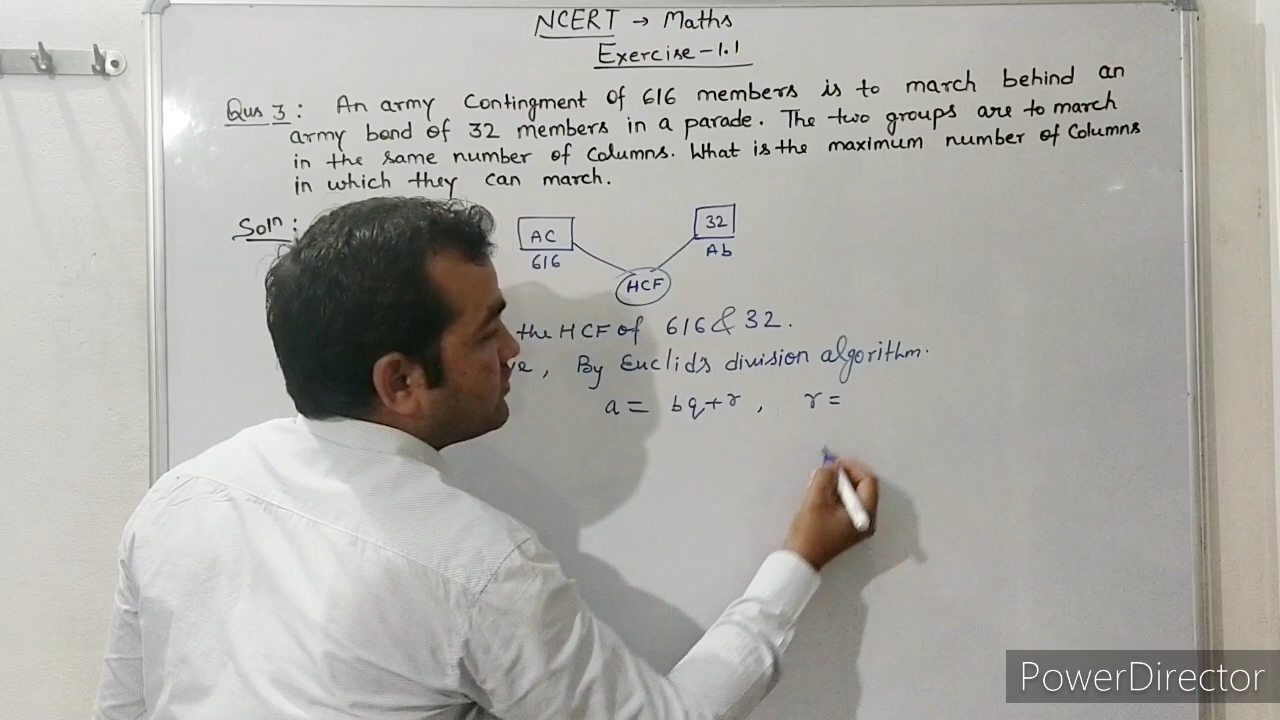 NCERT → Maths
Exercise - 1.1
Qus 3 : An army Contingment of 616 members is to march behind an
army bond of 32 members in a parade. The two groups are to march
in the same number of Columns. What is the maximum number of Columns
in which they can march.
Solⁿ :
AC
616
32
Ab
HCF
the HCF of 616 & 32.
By Euclid's division algorithm.
a = bq + r , r =
PowerDirector